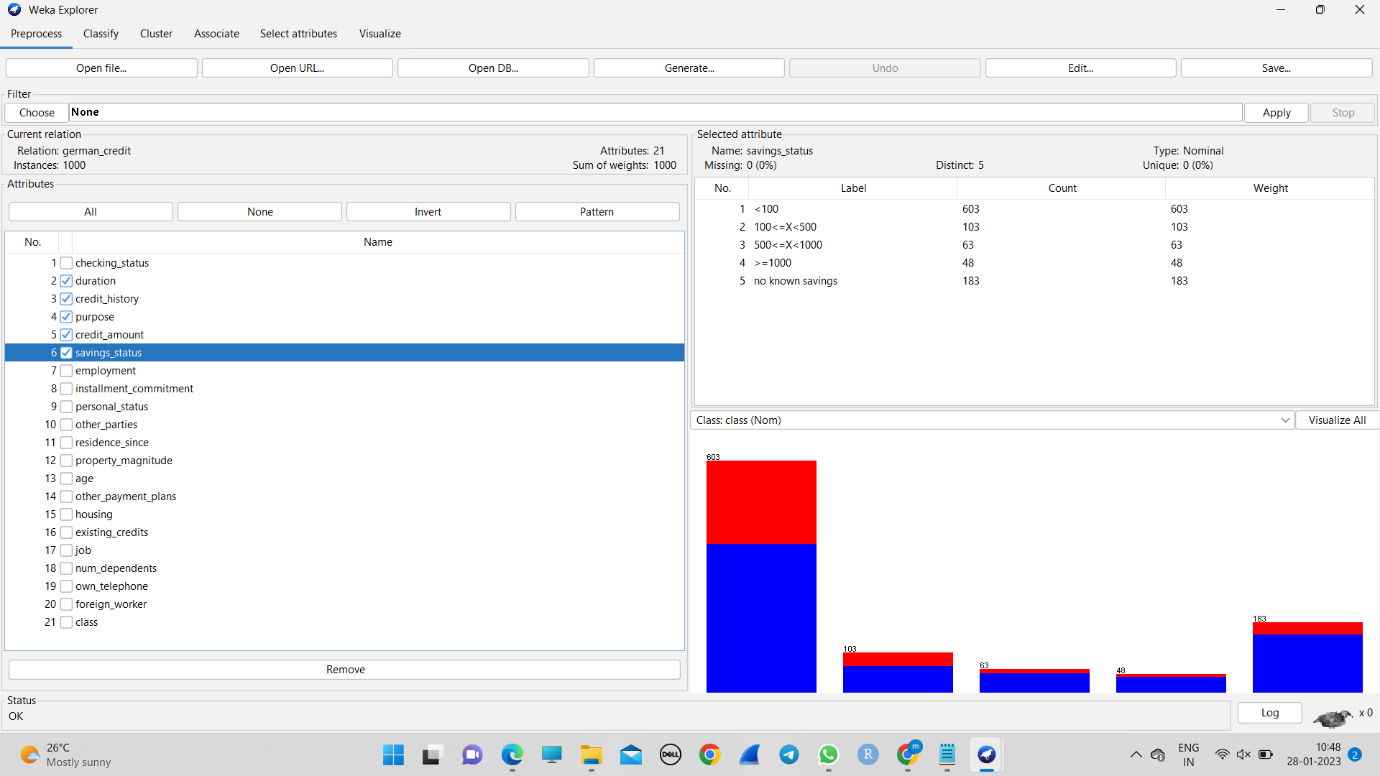 Weka Explorer
Preprocess Classify Cluster Associate Select attributes Visualize
Open file... Open URL... Open DB... Generate... Undo Edit... Save...
Filter
Choose None Apply Stop
Current relation
Relation: german_credit Attributes: 21
Instances: 1000 Sum of weights: 1000
Attributes
All None Invert Pattern
No. Name
1 checking_status
2 duration
3 credit_history
4 purpose
5 credit_amount
6 savings_status
7 employment
8 installment_commitment
9 personal_status
10 other_parties
11 residence_since
12 property_magnitude
13 age
14 other_payment_plans
15 housing
16 existing_credits
17 job
18 num_dependents
19 own_telephone
20 foreign_worker
21 class
Remove
Selected attribute
Name: savings_status Type: Nominal
Missing: 0 (0%) Distinct: 5 Unique: 0 (0%)
No. Label Count Weight
1 <100 603 603
2 100<=X<500 103 103
3 500<=X<1000 63 63
4 >=1000 48 48
5 no known savings 183 183
Class: class (Nom) Visualize All
603
103
63
48
183
Status
OK
Log x 0
26°C
Mostly sunny
DELL
R
m
ENG
IN
10:48
28-01-2023
2